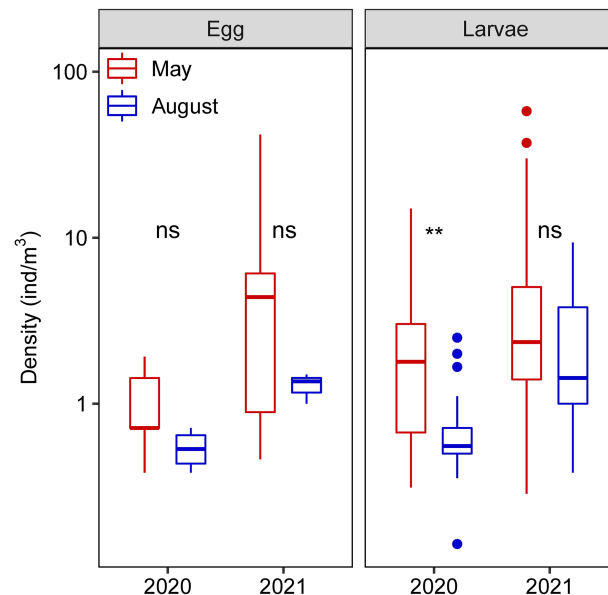 Egg
Larvae
May
August
100
10
1
Density (ind/m³)
ns
ns
**
ns
2020
2021
2020
2021